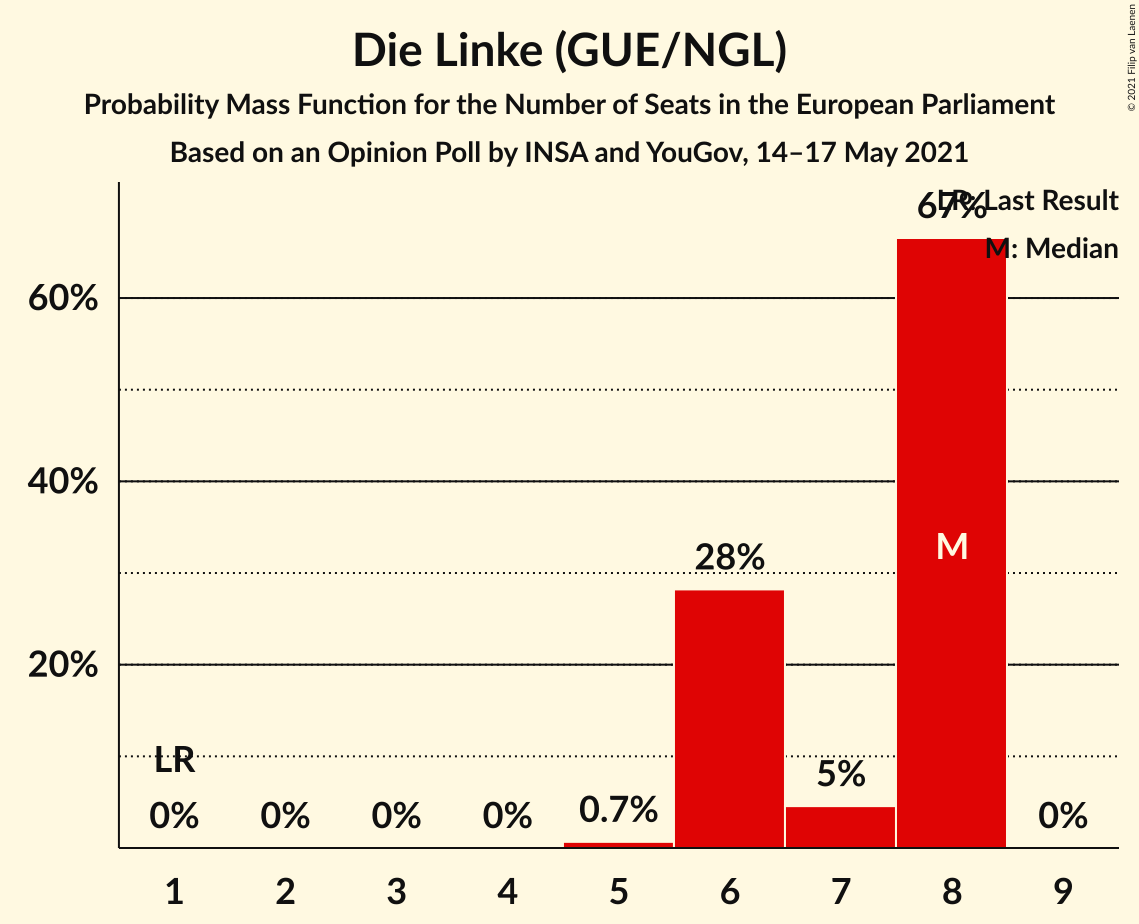 Die Linke (GUE/NGL)
Probability Mass Function for the Number of Seats in the European Parliament
Based on an Opinion Poll by INSA and YouGov, 14–17 May 2021
© 2021 Filip van Laenen
LR: Last Result
M: Median
67%
60%
40%
28%
M
20%
LR
0%
0%
0%
0%
0.7%
5%
0%
1 2 3 4 5 6 7 8 9